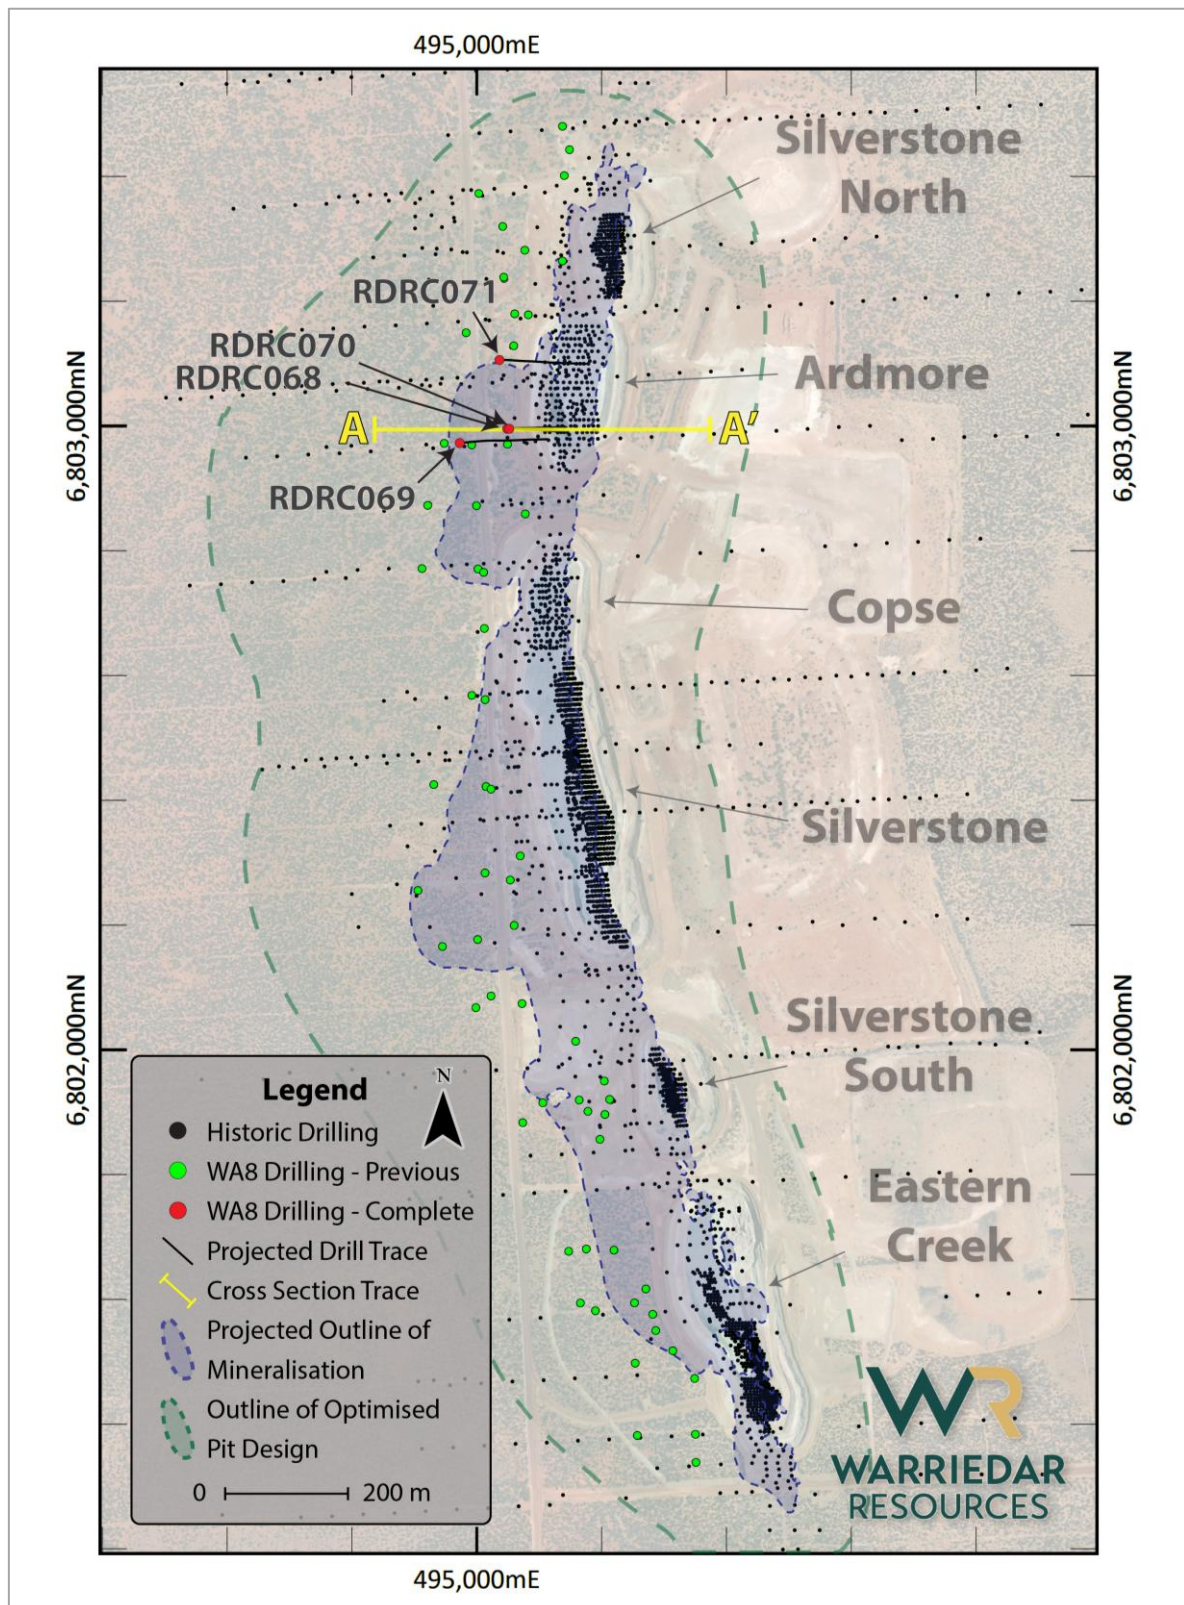 495,000mE
Silverstone
North
RDRC071
RDRC070
RDRC068
Ardmore
6,803,000mN
6,803,000mN
A
A’
RDRC069
Copse
Silverstone
Silverstone
South
6,802,000mN
6,802,000mN
Eastern
Creek
Legend
N
Historic Drilling
WA8 Drilling - Previous
WA8 Drilling - Complete
Projected Drill Trace
Cross Section Trace
Projected Outline of
Mineralisation
Outline of Optimised
Pit Design
0 200 m
WR
WARRIEDAR
RESOURCES
495,000mE